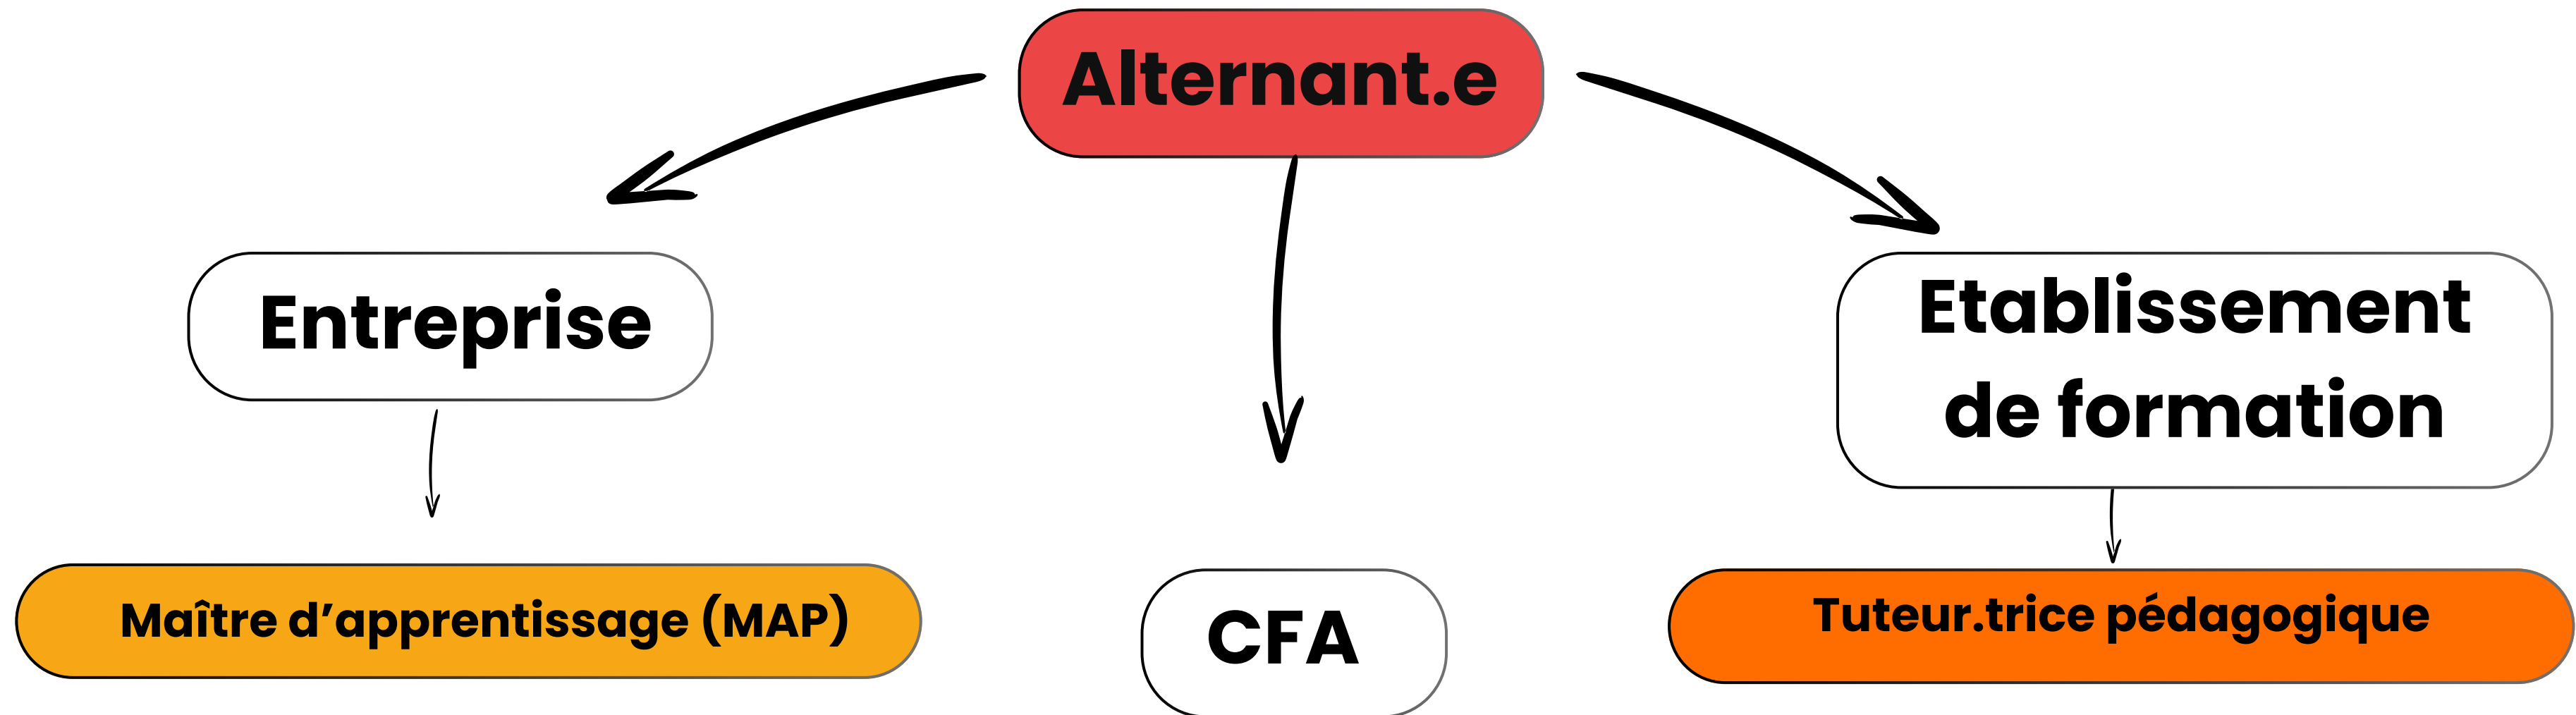 Alternant.e
Entreprise
Etablissement
de formation
Maître d’apprentissage (MAP)
CFA
Tuteur.trice pédagogique